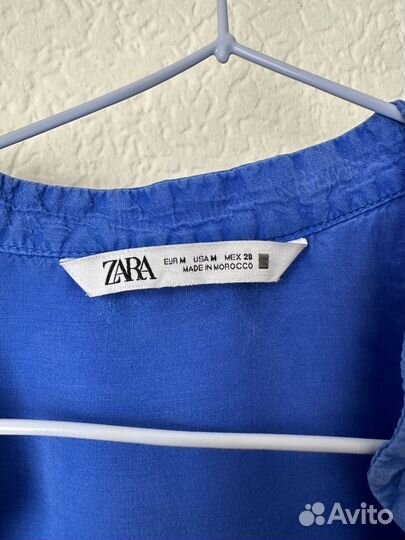 ZARA
EUR M USA M MEX 28
MADE IN MOROCCO
Avito